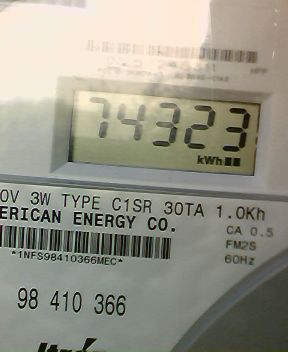 74323
kWh
0V 3W TYPE C1SR 30TA 1.0Kh
ERICAN ENERGY CO.
CA 0.5
FM2S
60Hz
*1NFS98410366MEC*
98 410 366
Itron